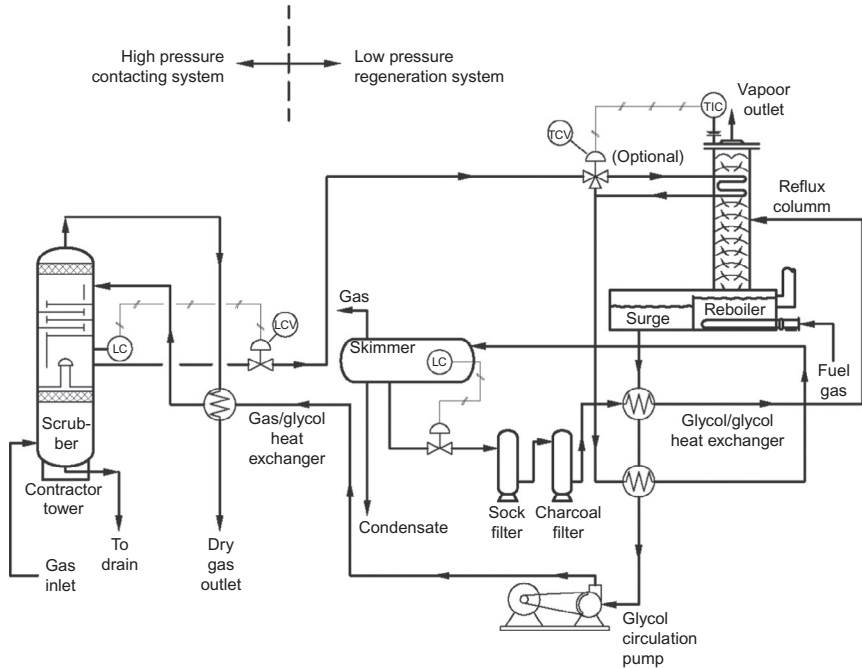 High pressure
contacting system
Low pressure
regeneration system
TIC
Vapoor
outlet
TCV
(Optional)
Reflux
columm
Gas
LCV
LC
Skimmer
LC
Surge
Reboiler
Fuel
gas
Scrub-
ber
Gas/glycol
heat
exchanger
Glycol/glycol
heat exchanger
Contractor
tower
Condensate
Sock
filter
Charcoal
filter
Gas
inlet
To
drain
Dry
gas
outlet
Glycol
circulation
pump